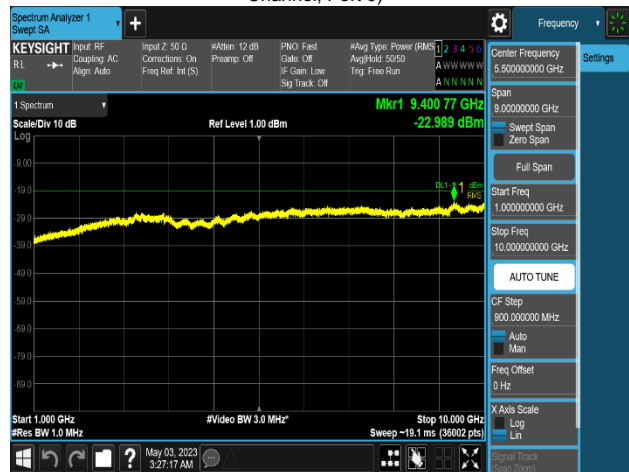 Spectrum Analyzer 1
Swept SA
Frequency
KEYSIGHT
RL
Input: RF
Coupling: AC
Align: Auto
Input Z: 50 Ω
Corrections: On
Freq Ref: Int (S)
#Atten: 12 dB
Preamp: Off
PNO: Fast
Gate: Off
IF Gain: Low
Sig Track: Off
#Avg Type: Power (RMS
Avg|Hold: 50/50
Trig: Free Run
1 2 3 4 5 6
A W W W W W
A N N N N N
Center Frequency
5.500000000 GHz
Settings
Span
9.00000000 GHz
Swept Span
Zero Span
Full Span
Start Freq
1.000000000 GHz
Stop Freq
10.000000000 GHz
AUTO TUNE
CF Step
900.000000 MHz
Auto
Man
Freq Offset
0 Hz
X Axis Scale
Log
Lin
Signal Track
(Span Zoom)
1 Spectrum
Scale/Div 10 dB
Log
Ref Level 1.00 dBm
Mkr1 9.400 77 GHz
-22.989 dBm
-9.00
-19.0
-29.0
-39.0
-49.0
-59.0
-69.0
-79.0
-89.0
1
RMS
Start 1.000 GHz
#Res BW 1.0 MHz
#Video BW 3.0 MHz*
Stop 10.000 GHz
Sweep ~19.1 ms (36002 pts)
May 03, 2023
3:27:17 AM